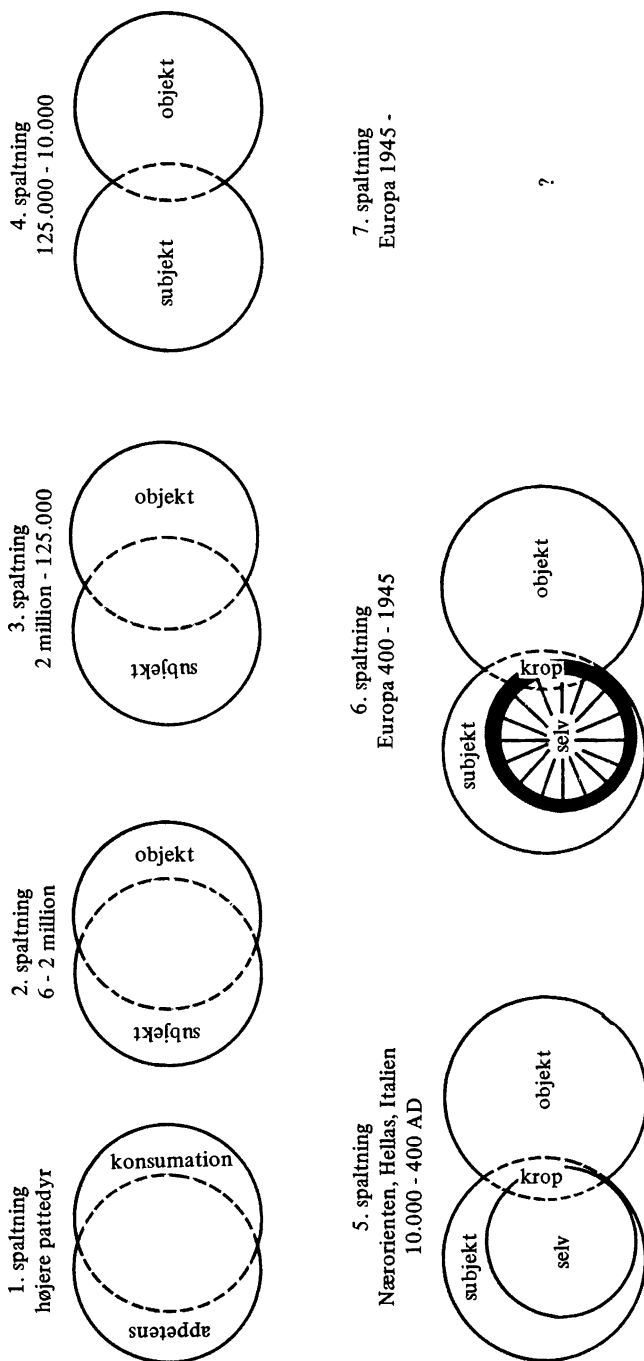 1. spaltning
højere pattedyr
appetens
konsumation
2. spaltning
6 - 2 million
subjekt
objekt
3. spaltning
2 million - 125.000
subjekt
objekt
4. spaltning
125.000 - 10.000
subjekt
objekt
5. spaltning
Nærorienten, Hellas, Italien
10.000 - 400 AD
subjekt
selv
krop
objekt
6. spaltning
Europa 400 - 1945
subjekt
selv
krop
objekt
7. spaltning
Europa 1945 -
?